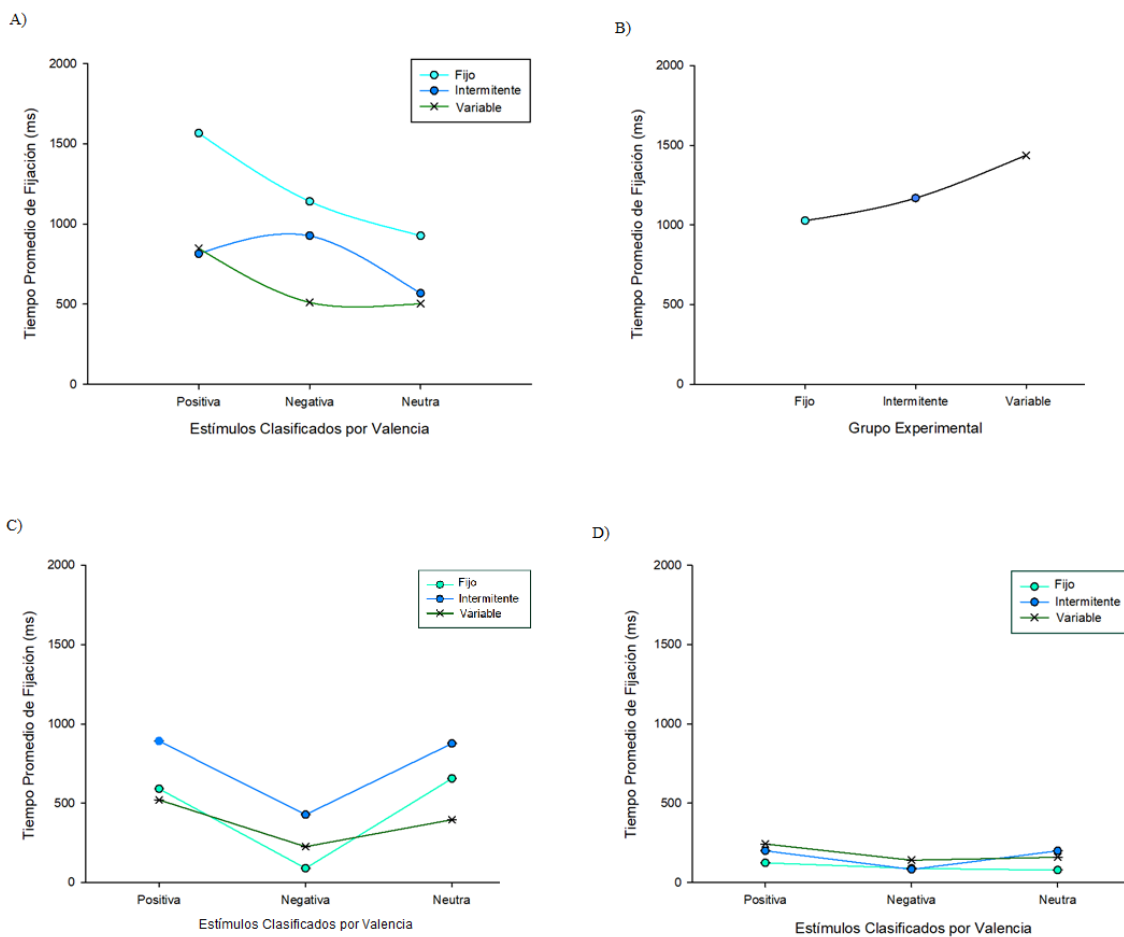 A)
2000
1500
1000
500
0
Tiempo Promedio de Fijación (ms)
Fijo
Intermitente
Variable
Positiva
Negativa
Neutra
Estímulos Clasificados por Valencia
B)
2000
1500
1000
500
0
Tiempo Promedio de Fijación (ms)
Fijo
Intermitente
Variable
Grupo Experimental
C)
2000
1500
1000
500
0
Tiempo Promedio de Fijación (ms)
Fijo
Intermitente
Variable
Positiva
Negativa
Neutra
Estímulos Clasificados por Valencia
D)
2000
1500
1000
500
0
Tiempo Promedio de Fijación (ms)
Fijo
Intermitente
Variable
Positiva
Negativa
Neutra
Estímulos Clasificados por Valencia